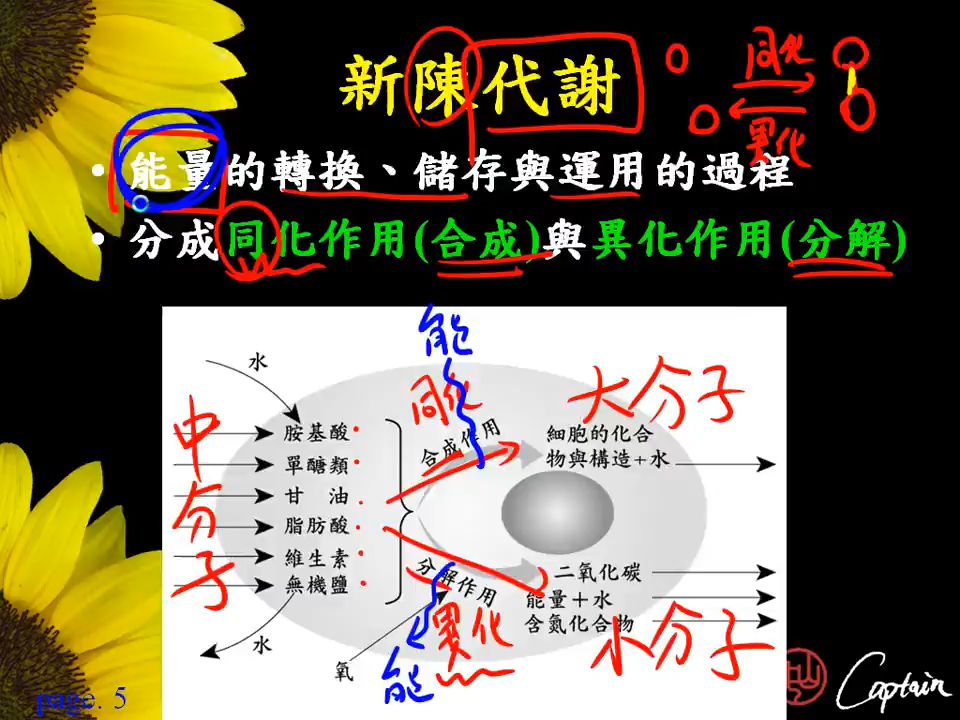 新陳代謝
同化
異化
• 能量的轉換、儲存與運用的過程
• 分成同化作用(合成)與異化作用(分解)
能
同化
大分子
中分子
水
胺基酸
單醣類
甘 油
脂肪酸
維生素
無機鹽
水
合成作用
細胞的化合
物與構造+水
分解作用
二氧化碳
能量+水
含氮化合物
氧
異化
能
小分子
Captain
page. 5